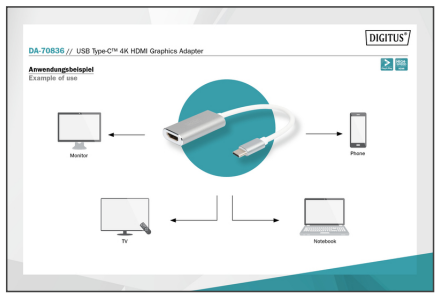 DIGITUS®
DA-70836 // USB Type-C™ 4K HDMI Graphics Adapter
Anwendungsbeispiel
Example of use
Monitor
Phone
TV
Notebook